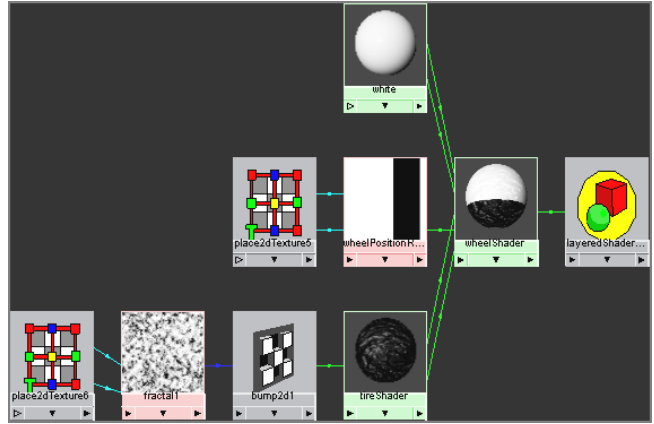 white
place2dTexture5
wheelPositionR...
wheelShader
layeredShader...
place2dTexture6
fractal1
bump2d1
tireShader